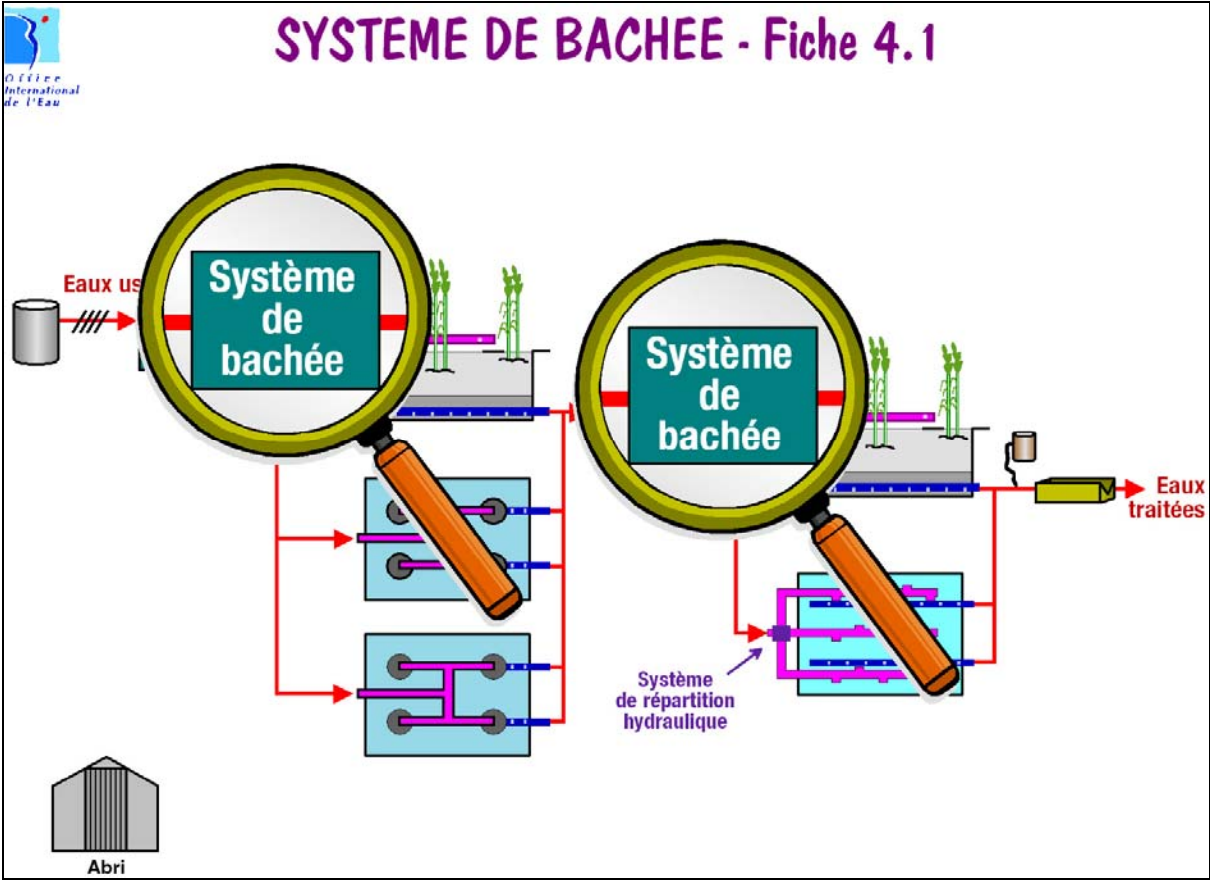 SYSTEME DE BACHEE - Fiche 4.1
Office
International
de l'Eau
Eaux us
Système
de
bachée
Système
de
bachée
Eaux
traitées
Système
de répartition
hydraulique
Abri